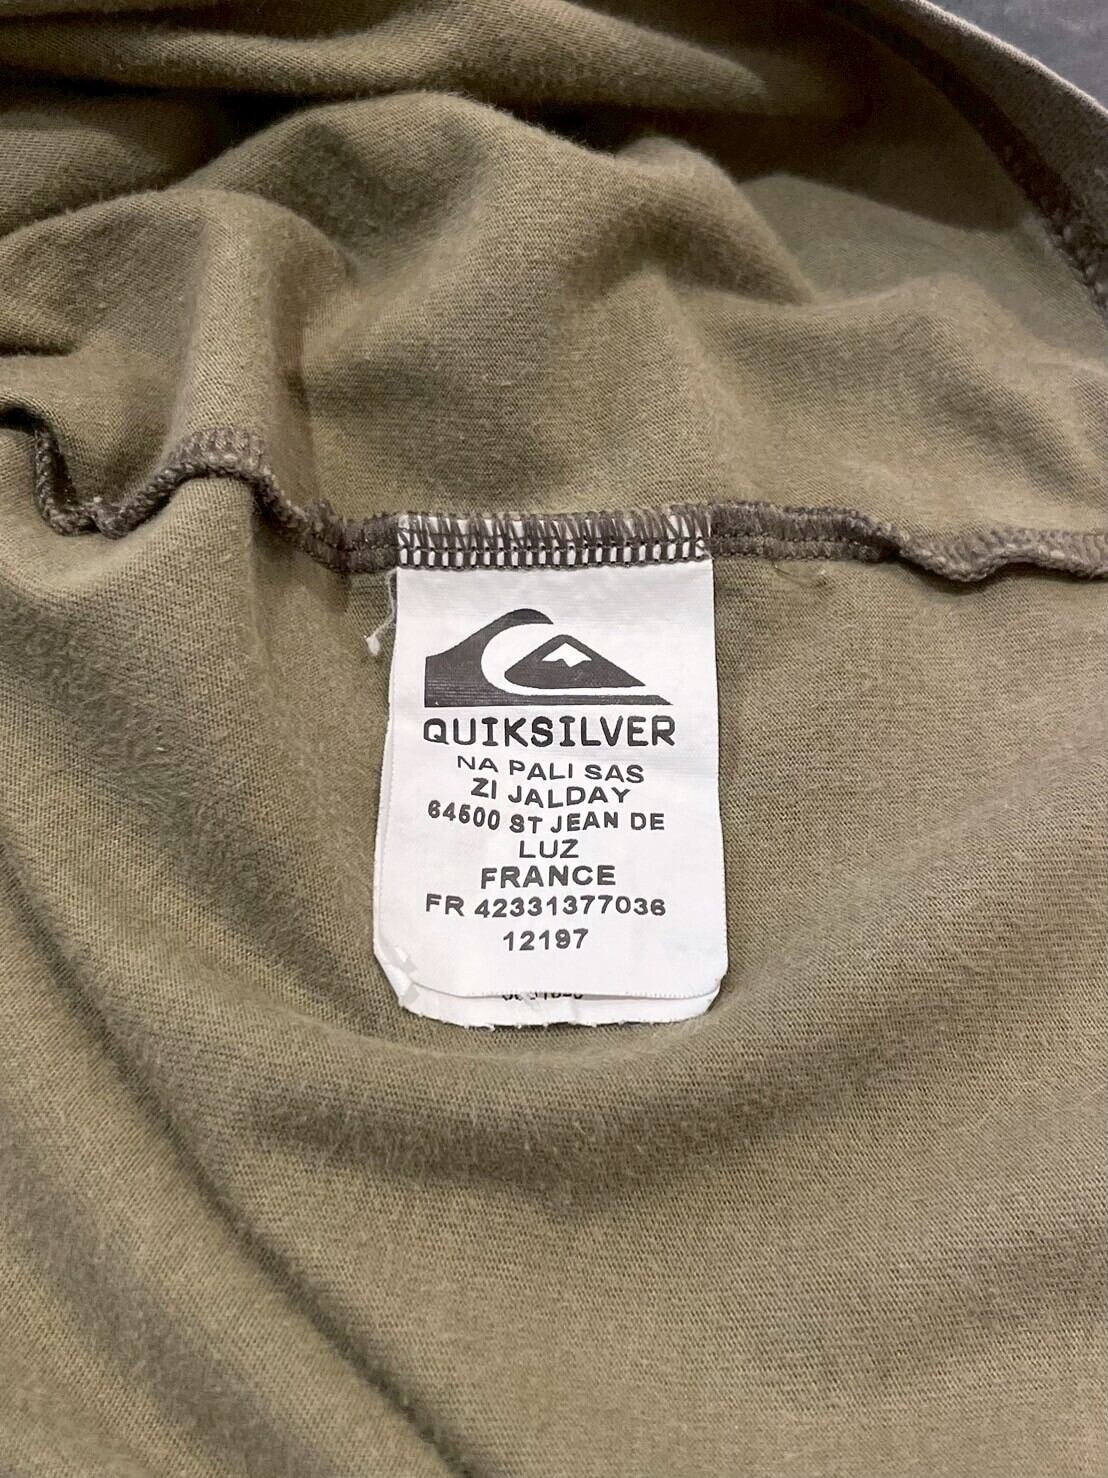 QUIKSILVER
NA PALI SAS
ZI JALDAY
64500 ST JEAN DE
LUZ
FRANCE
FR 42331377036
12197